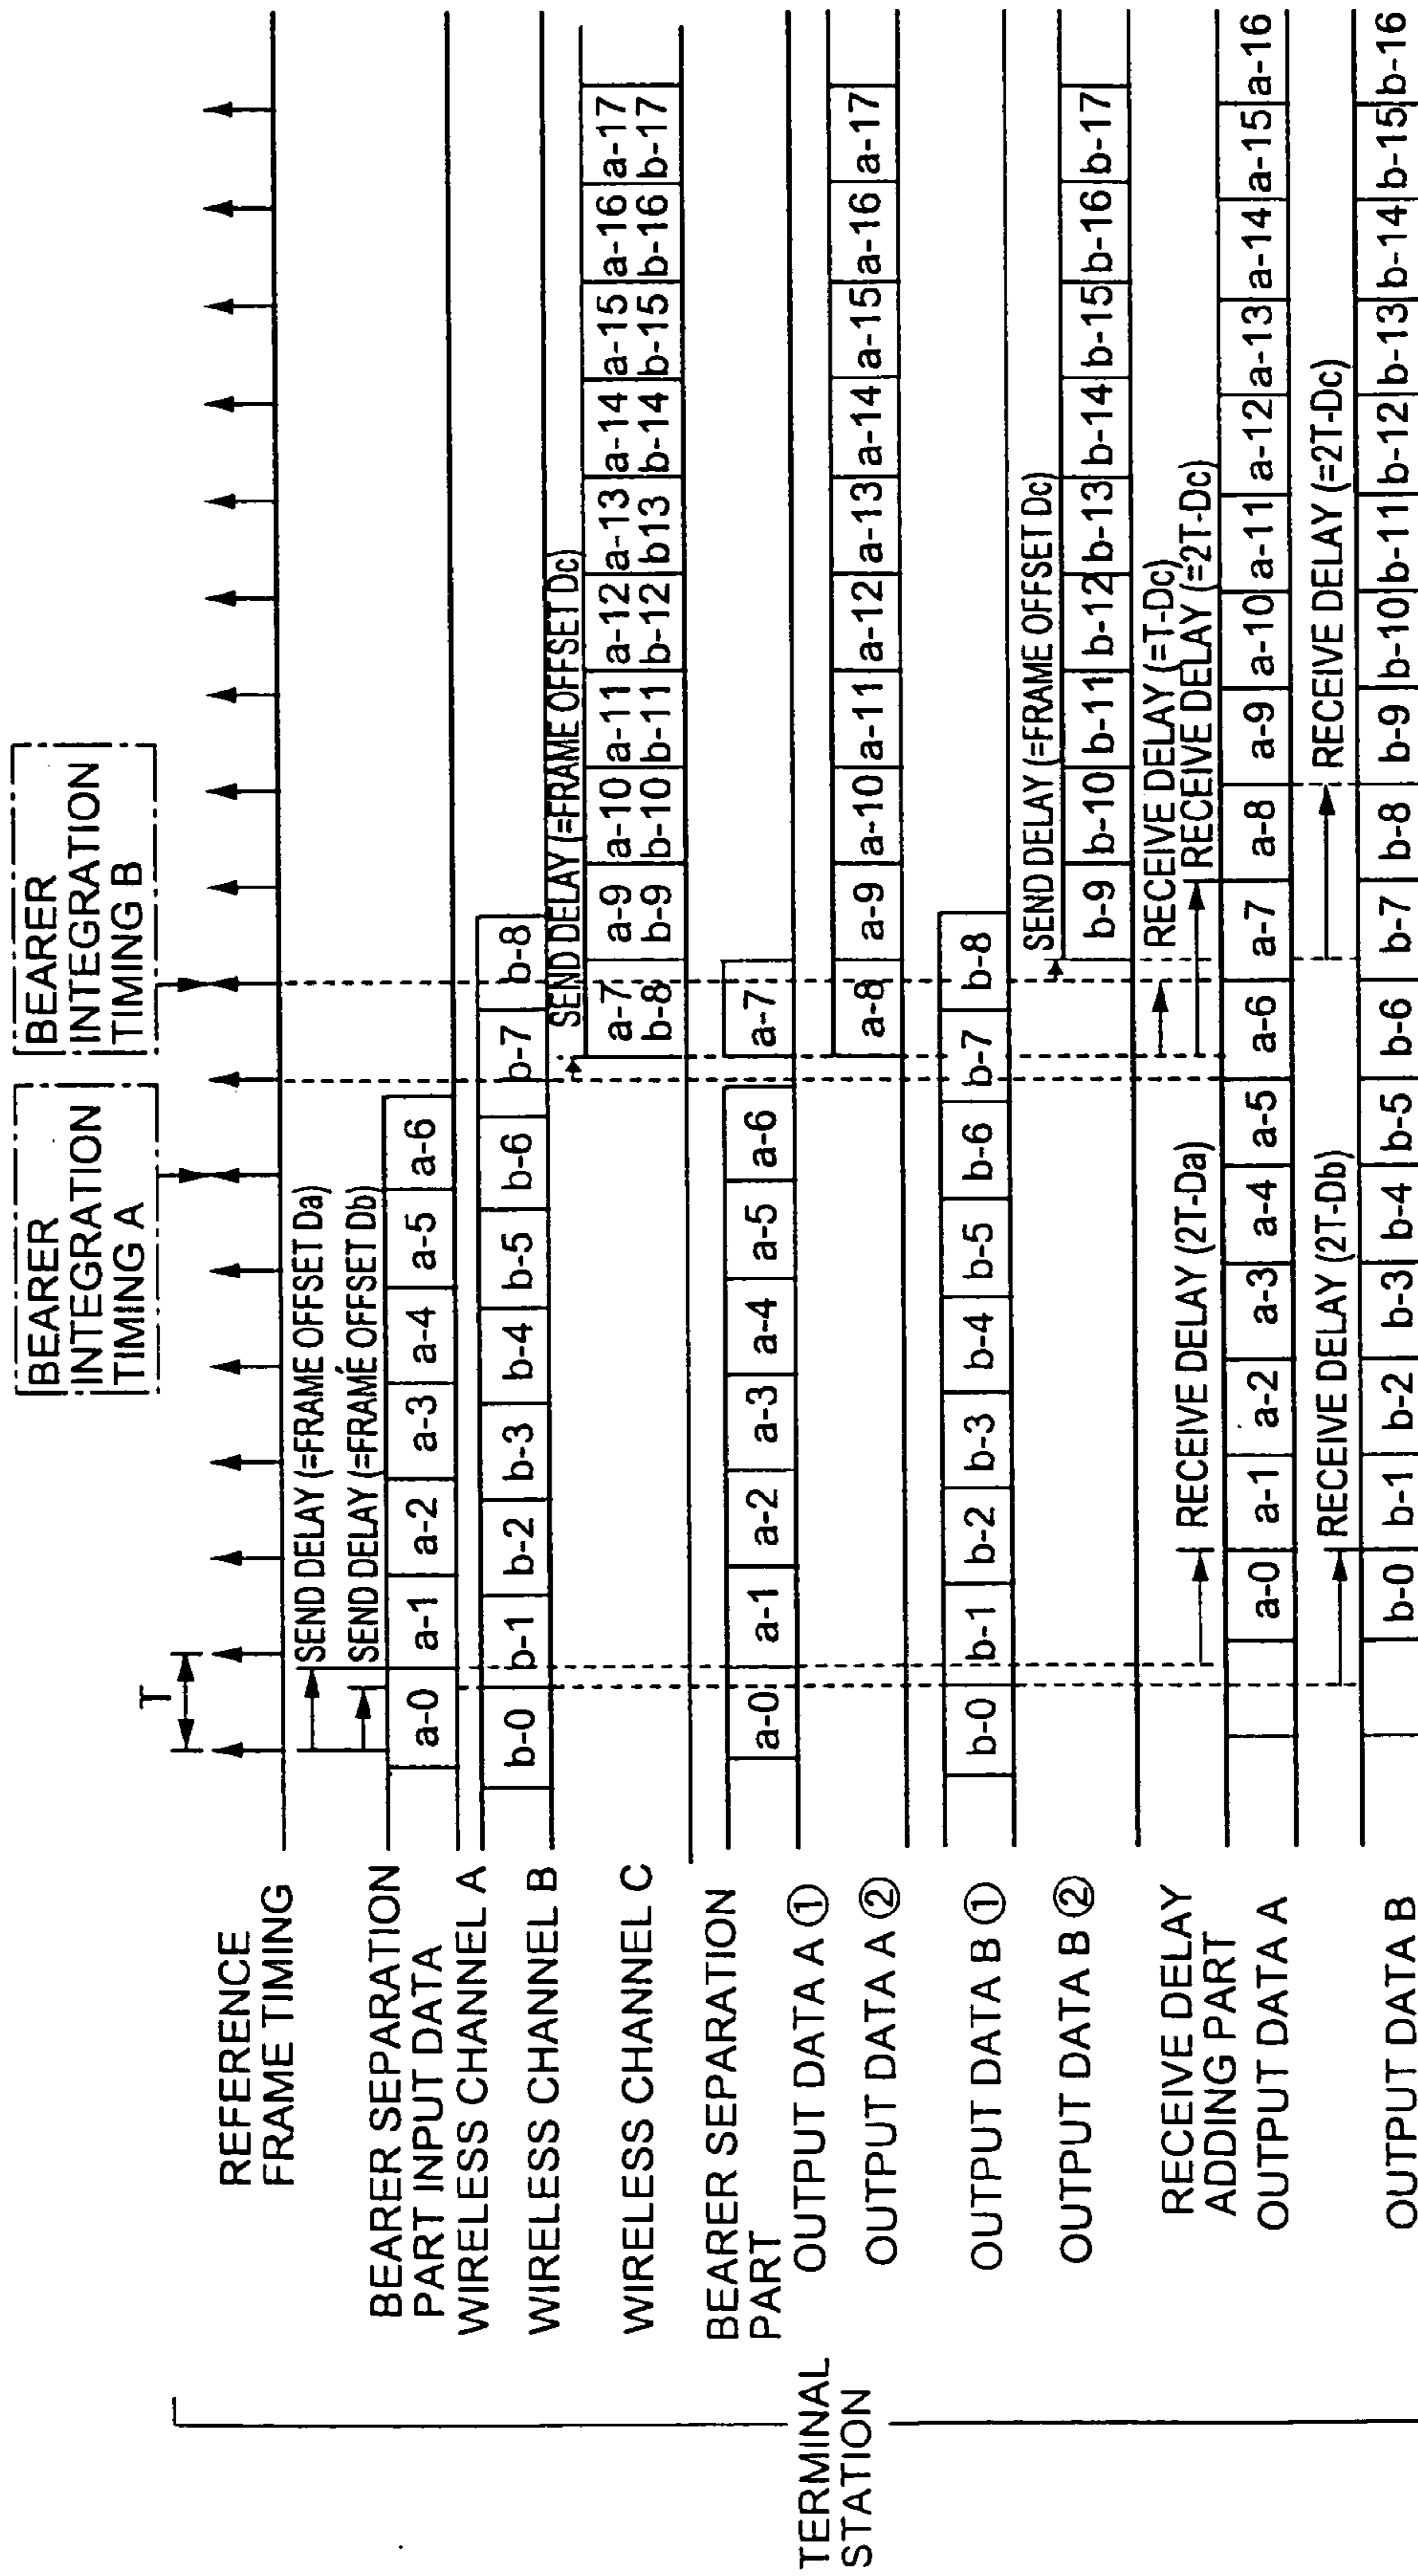 BEARER
INTEGRATION
TIMING A
BEARER
INTEGRATION
TIMING B
T
REFERENCE
FRAME TIMING
SEND DELAY (=FRAME OFFSET Da)
SEND DELAY (=FRAME OFFSET Db)
BEARER SEPARATION
PART INPUT DATA
WIRELESS CHANNEL A
a-0 a-1 a-2 a-3 a-4 a-5 a-6
WIRELESS CHANNEL B
b-0 b-1 b-2 b-3 b-4 b-5 b-6 b-7 b-8
SEND DELAY (=FRAME OFFSET Dc)
WIRELESS CHANNEL C
a-7 a-9 a-10 a-11 a-12 a-13 a-14 a-15 a-16 a-17
b-8 b-9 b-10 b-11 b-12 b13 b-14 b-15 b-16 b-17
BEARER SEPARATION
PART
OUTPUT DATA A ①
a-0 a-1 a-2 a-3 a-4 a-5 a-6 a-7
OUTPUT DATA A ②
a-8 a-9 a-10 a-11 a-12 a-13 a-14 a-15 a-16 a-17
OUTPUT DATA B ①
b-0 b-1 b-2 b-3 b-4 b-5 b-6 b-7 b-8
SEND DELAY (=FRAME OFFSET Dc)
OUTPUT DATA B ②
b-9 b-10 b-11 b-12 b-13 b-14 b-15 b-16 b-17
RECEIVE DELAY (=T-Dc)
RECEIVE DELAY (2T-Da)
RECEIVE DELAY (=2T-Dc)
RECEIVE DELAY
ADDING PART
OUTPUT DATA A
a-0 a-1 a-2 a-3 a-4 a-5 a-6 a-7 a-8 a-9 a-10 a-11 a-12 a-13 a-14 a-15 a-16
RECEIVE DELAY (2T-Db)
RECEIVE DELAY (=2T-Dc)
OUTPUT DATA B
b-0 b-1 b-2 b-3 b-4 b-5 b-6 b-7 b-8 b-9 b-10 b-11 b-12 b-13 b-14 b-15 b-16
TERMINAL
STATION